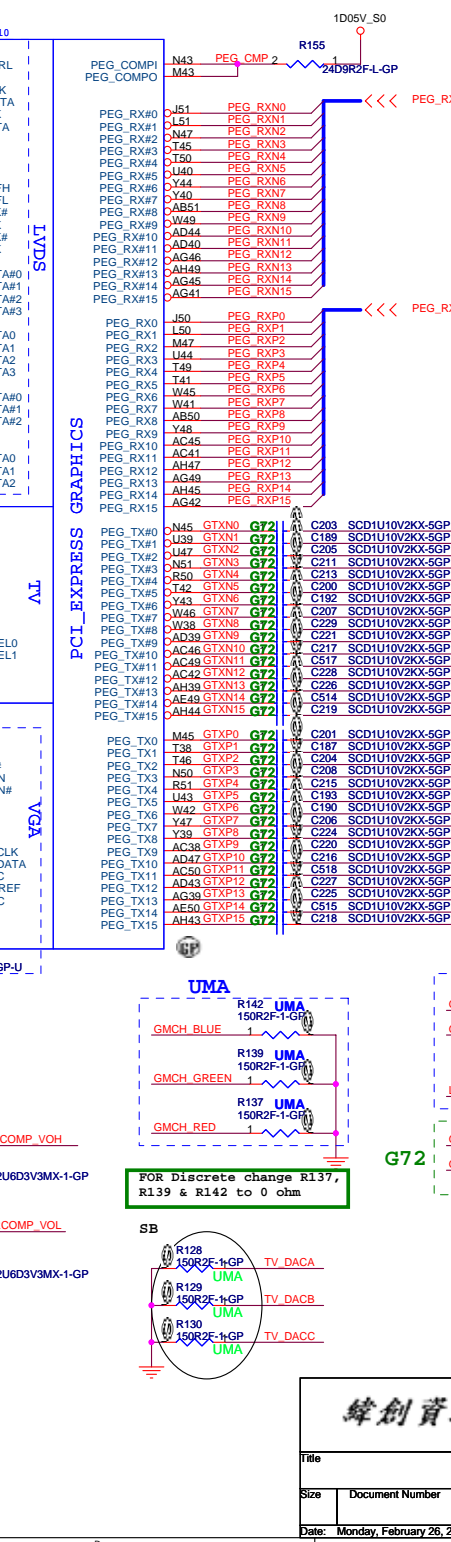 1D05V_S0
R155
PEG_COMPI N43 PEG_CMP 2 1
PEG_COMPO M43 24D9R2F-L-GP
PEG_RX#0 J51 PEG_RXN0
PEG_RX#1 L51 PEG_RXN1
PEG_RX#2 N47 PEG_RXN2
PEG_RX#3 T45 PEG_RXN3
PEG_RX#4 T50 PEG_RXN4
PEG_RX#5 U40 PEG_RXN5
PEG_RX#6 Y44 PEG_RXN6
PEG_RX#7 Y40 PEG_RXN7
PEG_RX#8 AB51 PEG_RXN8
PEG_RX#9 W49 PEG_RXN9
PEG_RX#10 AD44 PEG_RXN10
PEG_RX#11 AD40 PEG_RXN11
PEG_RX#12 AG46 PEG_RXN12
PEG_RX#13 AH49 PEG_RXN13
PEG_RX#14 AG45 PEG_RXN14
PEG_RX#15 AG41 PEG_RXN15
PEG_RX0 J50 PEG_RXP0
PEG_RX1 L50 PEG_RXP1
PEG_RX2 M47 PEG_RXP2
PEG_RX3 U44 PEG_RXP3
PEG_RX4 T49 PEG_RXP4
PEG_RX5 T41 PEG_RXP5
PEG_RX6 W45 PEG_RXP6
PEG_RX7 W41 PEG_RXP7
PEG_RX8 AB50 PEG_RXP8
PEG_RX9 Y48 PEG_RXP9
PEG_RX10 AC45 PEG_RXP10
PEG_RX11 AC41 PEG_RXP11
PEG_RX12 AH47 PEG_RXP12
PEG_RX13 AG49 PEG_RXP13
PEG_RX14 AH45 PEG_RXP14
PEG_RX15 AG42 PEG_RXP15
PEG_TX#0 N45 GTXN0 G72 C203 SCD1U10V2KX-5GP
PEG_TX#1 U39 GTXN1 G72 C189 SCD1U10V2KX-5GP
PEG_TX#2 U47 GTXN2 G72 C205 SCD1U10V2KX-5GP
PEG_TX#3 N51 GTXN3 G72 C211 SCD1U10V2KX-5GP
PEG_TX#4 R50 GTXN4 G72 C213 SCD1U10V2KX-5GP
PEG_TX#5 T42 GTXN5 G72 C200 SCD1U10V2KX-5GP
PEG_TX#6 Y43 GTXN6 G72 C192 SCD1U10V2KX-5GP
PEG_TX#7 W46 GTXN7 G72 C207 SCD1U10V2KX-5GP
PEG_TX#8 W38 GTXN8 G72 C229 SCD1U10V2KX-5GP
PEG_TX#9 AD39 GTXN9 G72 C221 SCD1U10V2KX-5GP
PEG_TX#10 AC46 GTXN10 G72 C217 SCD1U10V2KX-5GP
PEG_TX#11 AC49 GTXN11 G72 C517 SCD1U10V2KX-5GP
PEG_TX#12 AC42 GTXN12 G72 C228 SCD1U10V2KX-5GP
PEG_TX#13 AH39 GTXN13 G72 C226 SCD1U10V2KX-5GP
PEG_TX#14 AE49 GTXN14 G72 C514 SCD1U10V2KX-5GP
PEG_TX#15 AH44 GTXN15 G72 C219 SCD1U10V2KX-5GP
PEG_TX0 M45 GTXP0 G72 C201 SCD1U10V2KX-5GP
PEG_TX1 T38 GTXP1 G72 C187 SCD1U10V2KX-5GP
PEG_TX2 T46 GTXP2 G72 C204 SCD1U10V2KX-5GP
PEG_TX3 N50 GTXP3 G72 C208 SCD1U10V2KX-5GP
PEG_TX4 R51 GTXP4 G72 C215 SCD1U10V2KX-5GP
PEG_TX5 U43 GTXP5 G72 C193 SCD1U10V2KX-5GP
PEG_TX6 W42 GTXP6 G72 C190 SCD1U10V2KX-5GP
PEG_TX7 Y47 GTXP7 G72 C206 SCD1U10V2KX-5GP
PEG_TX8 Y39 GTXP8 G72 C224 SCD1U10V2KX-5GP
PEG_TX9 AC38 GTXP9 G72 C220 SCD1U10V2KX-5GP
PEG_TX10 AD47 GTXP10 G72 C216 SCD1U10V2KX-5GP
PEG_TX11 AC50 GTXP11 G72 C518 SCD1U10V2KX-5GP
PEG_TX12 AD43 GTXP12 G72 C227 SCD1U10V2KX-5GP
PEG_TX13 AG39 GTXP13 G72 C225 SCD1U10V2KX-5GP
PEG_TX14 AE50 GTXP14 G72 C515 SCD1U10V2KX-5GP
PEG_TX15 AH43 GTXP15 G72 C218 SCD1U10V2KX-5GP
LVDS
TV
VGA
PCI_EXPRESS GRAPHICS
GP
GP-U
UMA
R142 UMA
150R2F-1-GP
GMCH_BLUE 1
R139 UMA
150R2F-1-GP
GMCH_GREEN 1
R137 UMA
150R2F-1-GP
GMCH_RED 1
G72
FOR Discrete change R137,
R139 & R142 to 0 ohm
COMP_VOH
2U6D3V3MX-1-GP
COMP_VOL
2U6D3V3MX-1-GP
SB
R128
150R2F-1-GP TV_DACA
UMA
R129
150R2F-1-GP TV_DACB
UMA
R130
150R2F-1-GP TV_DACC
UMA
緯創資
Title
Size Document Number
Date: Monday, February 26, 2